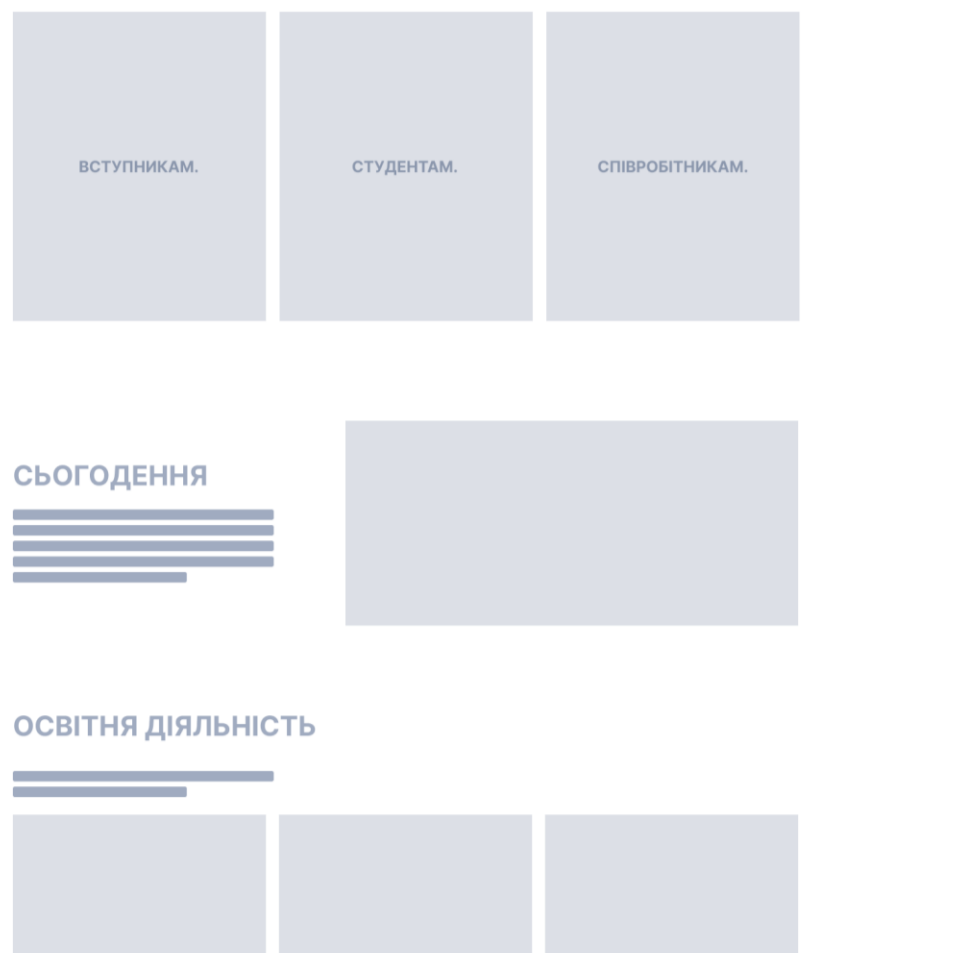 ВСТУПНИКАМ.
СТУДЕНТАМ.
СПІВРОБІТНИКАМ.
СЬОГОДЕННЯ
ОСВІТНЯ ДІЯЛЬНІСТЬ